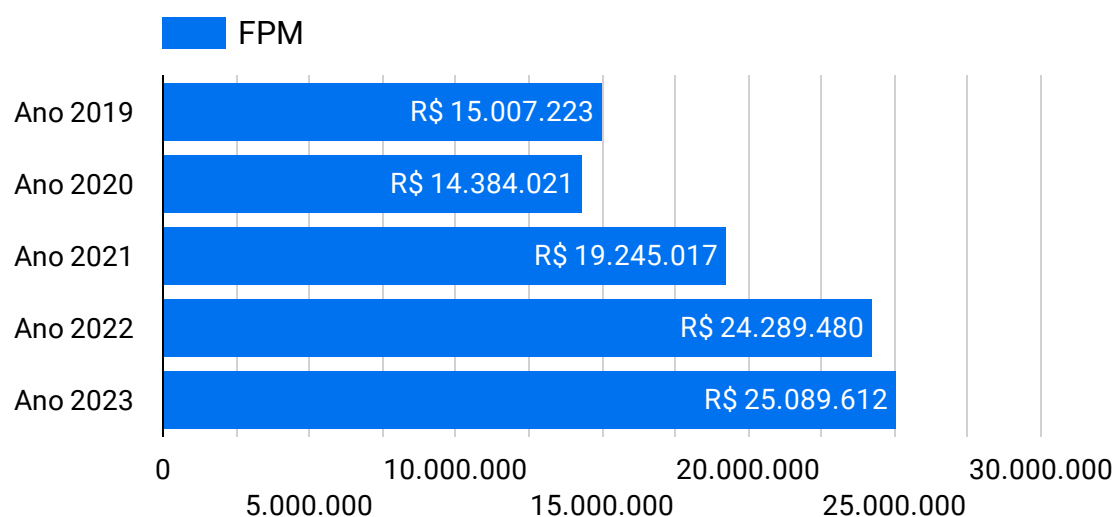 FPM
Ano 2019 R$ 15.007.223
Ano 2020 R$ 14.384.021
Ano 2021 R$ 19.245.017
Ano 2022 R$ 24.289.480
Ano 2023 R$ 25.089.612
0 10.000.000 20.000.000 30.000.000
5.000.000 15.000.000 25.000.000